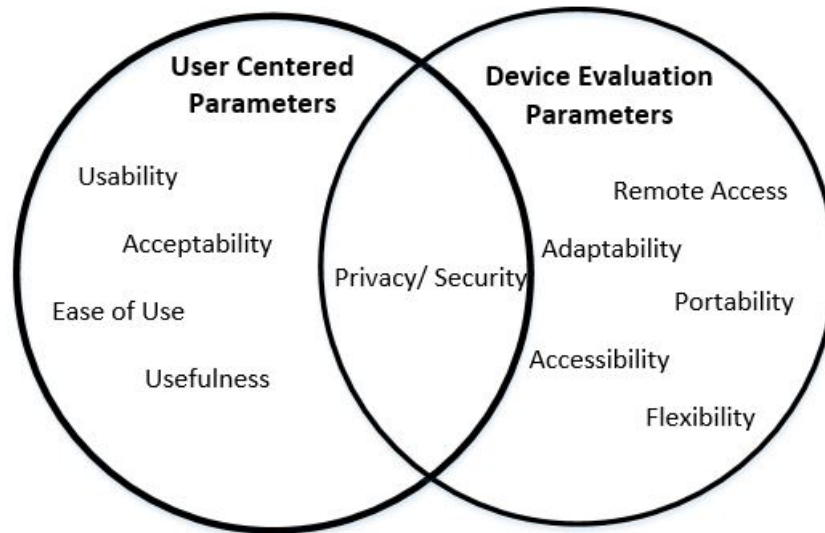 User Centered
Parameters
Usability
Acceptability
Ease of Use
Usefulness
Privacy/ Security
Device Evaluation
Parameters
Remote Access
Adaptability
Portability
Accessibility
Flexibility